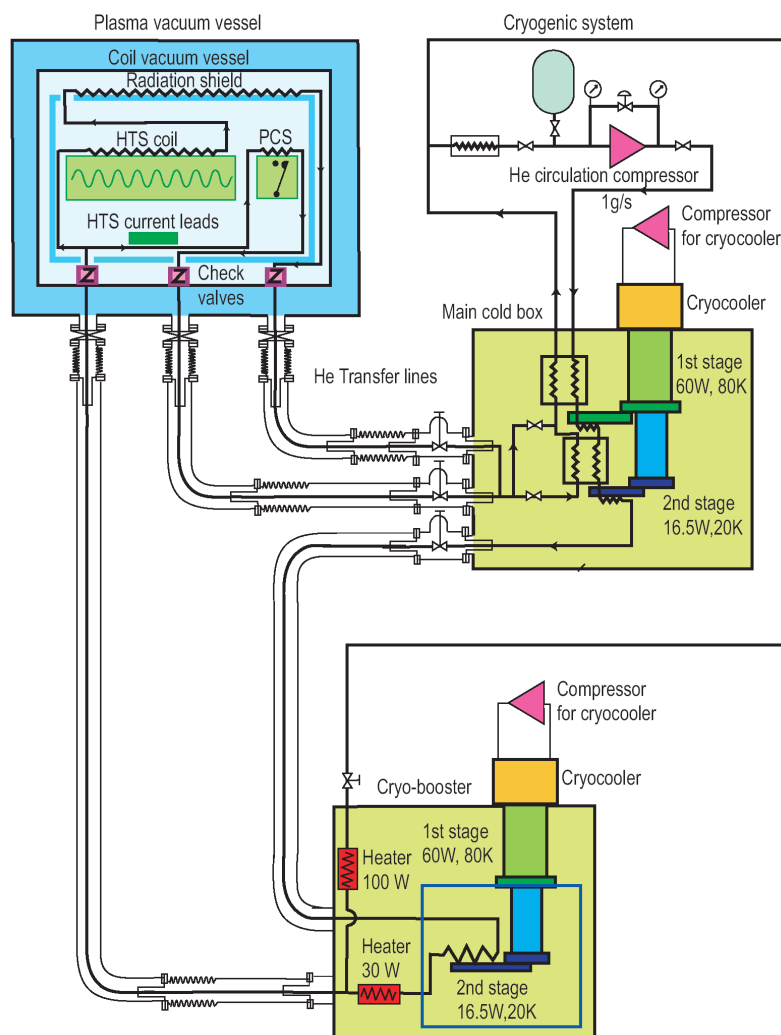 Plasma vacuum vessel
Coil vacuum vessel
Radiation shield
HTS coil
PCS
HTS current leads
Check
valves
Cryogenic system
He circulation compressor
1g/s
Compressor
for cryocooler
Cryocooler
Main cold box
1st stage
60W, 80K
He Transfer lines
2nd stage
16.5W,20K
Compressor
for cryocooler
Cryo-booster
Cryocooler
1st stage
60W, 80K
Heater
100 W
Heater
30 W
2nd stage
16.5W,20K